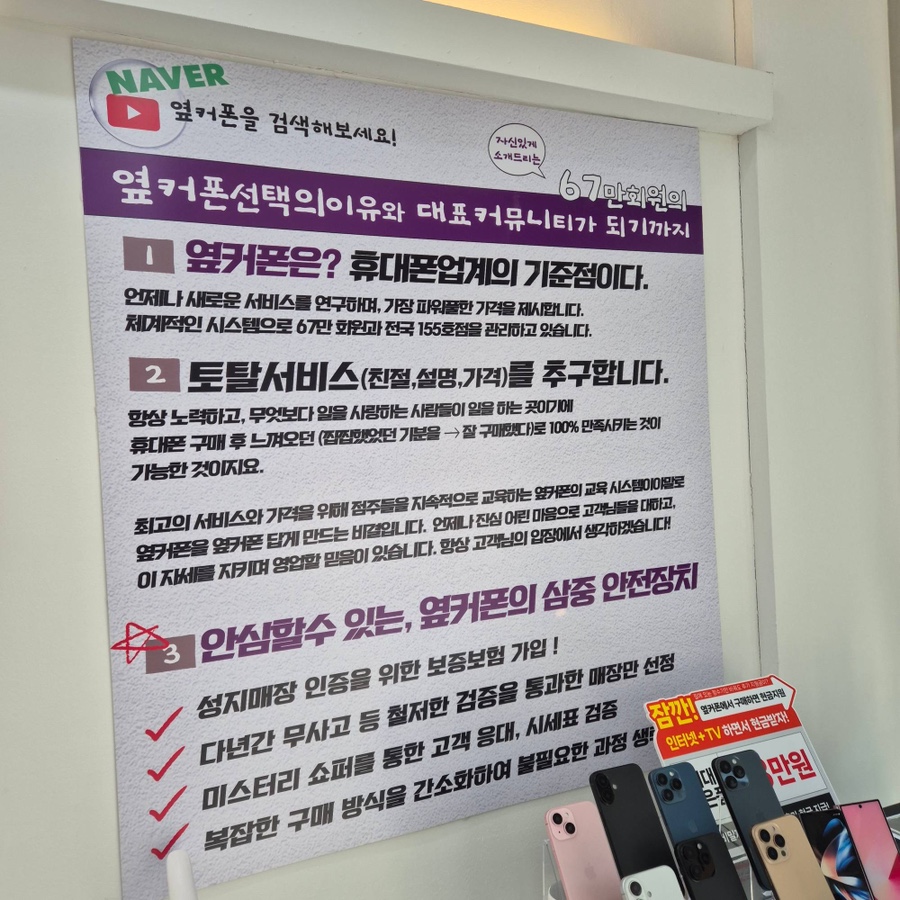 NAVER
옆커폰을 검색해보세요!
자신있게
소개드리는
67만회원의
옆커폰선택의이유와 대표커뮤니티가 되기까지
1 옆커폰은? 휴대폰업계의 기준점이다.
언제나 새로운 서비스를 연구하며, 가장 파워풀한 가격을 제시합니다.
체계적인 시스템으로 67만 회원과 전국 155호점을 관리하고 있습니다.
2 토탈서비스(친절,설명,가격)를 추구합니다.
항상 노력하고, 무엇보다 일을 사랑하는 사람들이 일을 하는 곳이기에
휴대폰 구매 후 느껴오던 (찝찝했었던 기분을 → 잘 구매했다)로 100% 만족시키는 것이
가능한 것이지요.
최고의 서비스와 가격을 위해 점주들을 지속적으로 교육하는 옆커폰의 교육 시스템이야말로
옆커폰을 옆커폰 답게 만드는 비결입니다. 언제나 진심 어린 마음으로 고객님들을 대하고,
이 자세를 지키며 영업할 믿음이 있습니다. 항상 고객님의 입장에서 생각하겠습니다!
3 안심할수 있는, 옆커폰의 삼중 안전장치
성지매장 인증을 위한 보증보험 가입 !
다년간 무사고 등 철저한 검증을 통과한 매장만 선정
미스터리 쇼퍼를 통한 고객 응대, 시세표 검증
복잡한 구매 방식을 간소화하여 불필요한 과정
잠깐! 옆커폰에서 구매하면 현금지원
인터넷+TV 하면서 현금받자!
만원